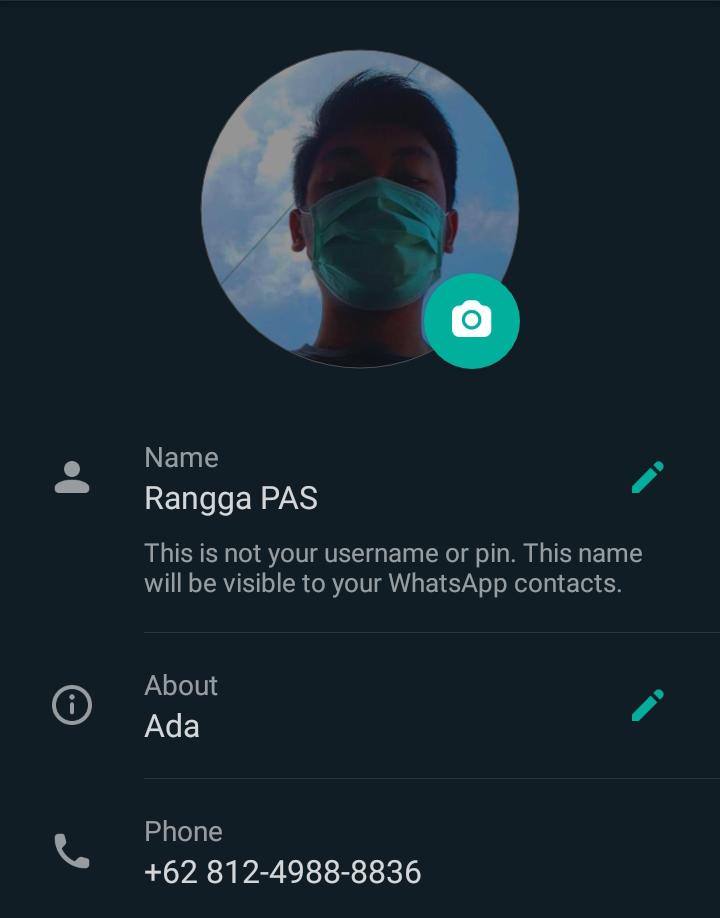 Name
Rangga PAS
This is not your username or pin. This name
will be visible to your WhatsApp contacts.
About
Ada
Phone
+62 812-4988-8836